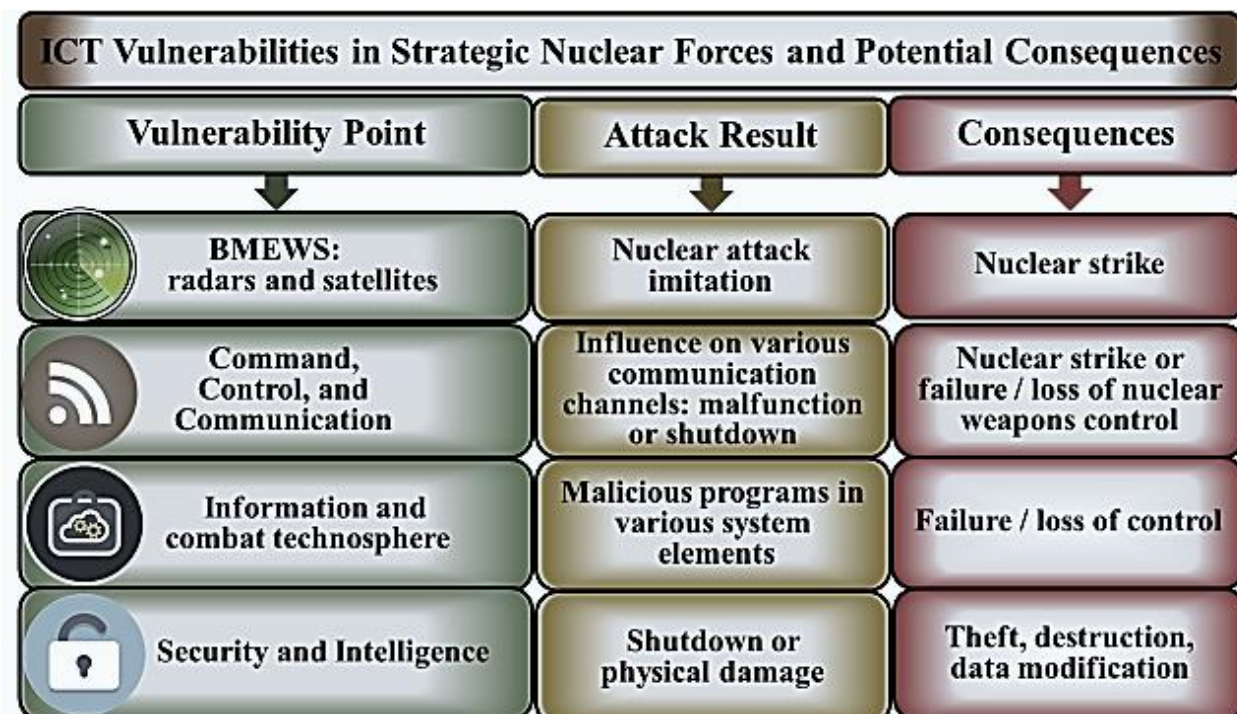 ICT Vulnerabilities in Strategic Nuclear Forces and Potential Consequences
Vulnerability Point
Attack Result
Consequences
BMEWS:
radars and satellites
Nuclear attack
imitation
Nuclear strike
Command,
Control, and
Communication
Influence on various
communication
channels: malfunction
or shutdown
Nuclear strike or
failure / loss of nuclear
weapons control
Information and
combat technosphere
Malicious programs in
various system
elements
Failure / loss of control
Security and Intelligence
Shutdown or
physical damage
Theft, destruction,
data modification